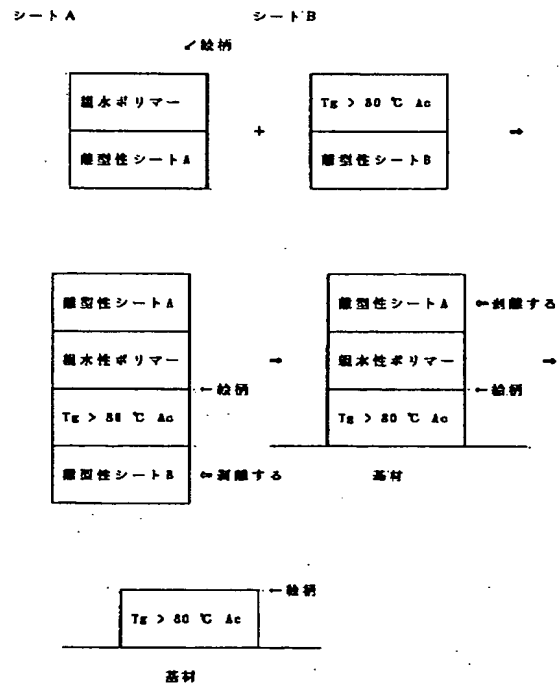 シートA シートB
↙絵柄
親水ポリマー Tg > 80 ℃ Ac
+ →
離型性シートA 離型性シートB
離型性シートA 離型性シートA ⇐剥離する
親水性ポリマー → 親水性ポリマー →
←絵柄 ←絵柄
Tg > 80 ℃ Ac Tg > 80 ℃ Ac
離型性シートB ⇐剥離する 基材
←絵柄
Tg > 80 ℃ Ac
基材